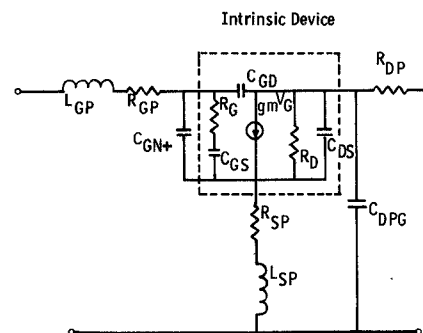 Intrinsic Device
L_GP
R_GP
C_GN+
R_G
C_GS
C_GD
gmV_G
R_D
C_DS
R_DP
C_DPG
R_SP
L_SP